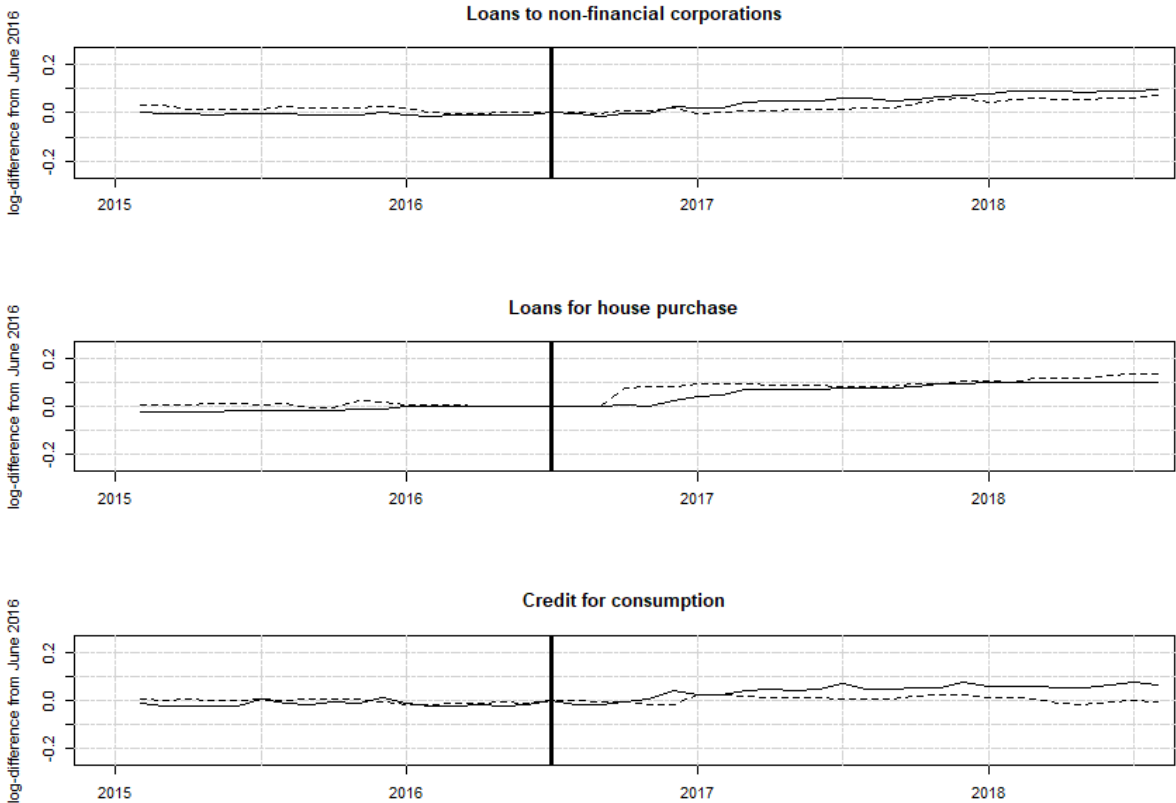 Loans to non-financial corporations
log-difference from June 2016
0.2
0.0
-0.2
2015 2016 2017 2018
Loans for house purchase
log-difference from June 2016
0.2
0.0
-0.2
2015 2016 2017 2018
Credit for consumption
log-difference from June 2016
0.2
0.0
-0.2
2015 2016 2017 2018